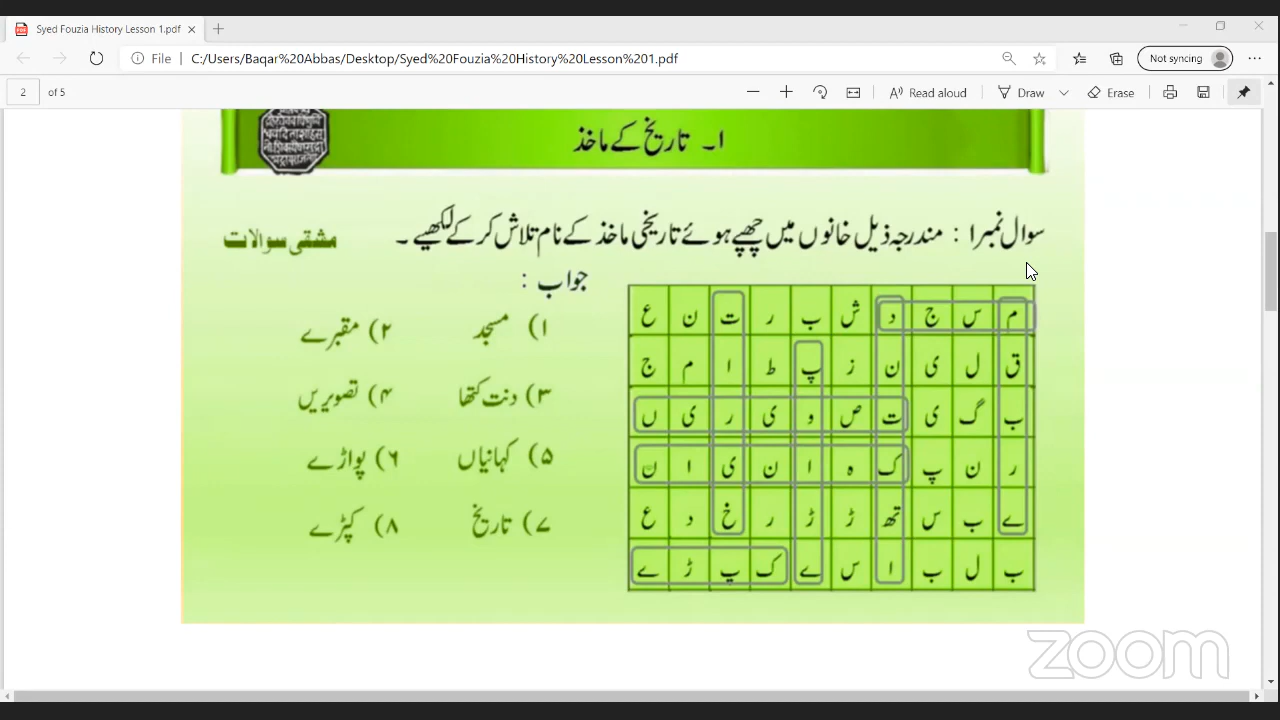 Syed Fouzia History Lesson 1.pdf
File | C:/Users/Baqar%20Abbas/Desktop/Syed%20Fouzia%20History%20Lesson%201.pdf
Not syncing
2 of 5
Read aloud
Draw
Erase
۱۔ تاریخ کے ماخذ
سوال نمبر ۱ : مندرجہ ذیل خانوں میں چھپے ہوئے تاریخی ماخذ کے نام تلاش کر کے لکھیے ۔
مشقی سوالات
جواب :
۱) مسجد ۲) مقبرے
۳) دنت کتھا ۴) تصویریں
۵) کہانیاں ۶) پواڑے
۷) تاریخ ۸) کپڑے
م س ج د ش ب ر ت ن ع
ق ل ی ن ز پ ط ا م ج
ب گ ی ت ص و ی ر ی ں
ر ن پ ک ہ ا ن ی ا ں
ے ب س تھ ڑ ڑ ر خ د ع
ب ل ب ا س ے ک پ ڑ ے
zoom